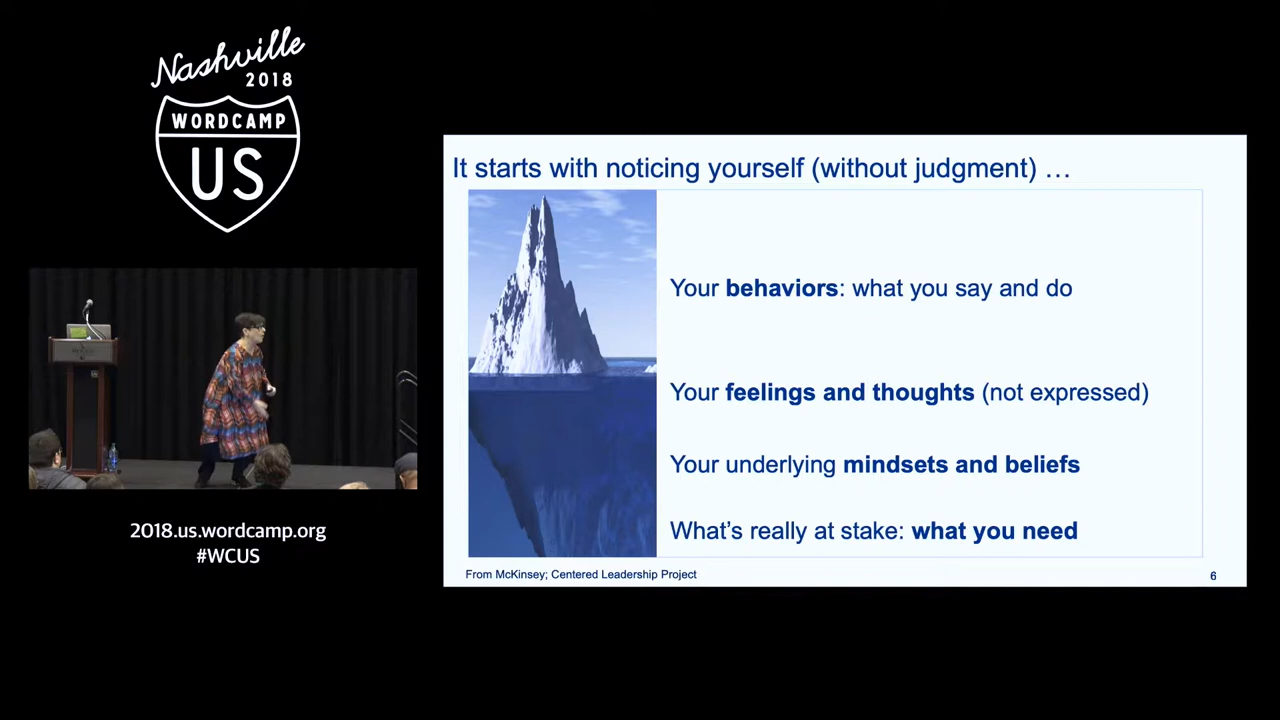 Nashville
2018
WORDCAMP
US
2018.us.wordcamp.org
#WCUS
It starts with noticing yourself (without judgment) …
Your behaviors: what you say and do
Your feelings and thoughts (not expressed)
Your underlying mindsets and beliefs
What’s really at stake: what you need
From McKinsey; Centered Leadership Project
6